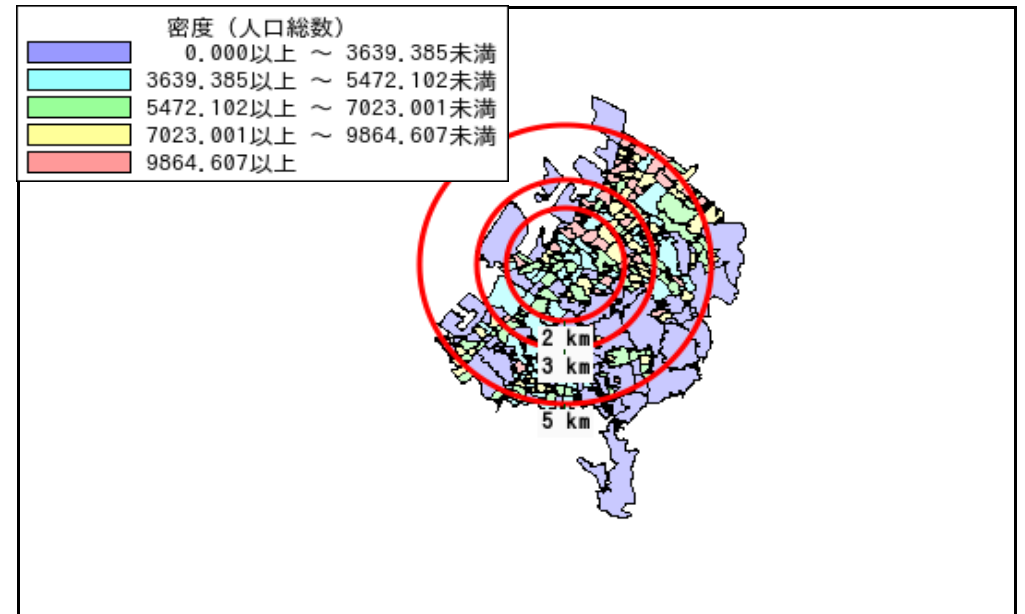 密度（人口総数）
0.000以上 ～ 3639.385未満
3639.385以上 ～ 5472.102未満
5472.102以上 ～ 7023.001未満
7023.001以上 ～ 9864.607未満
9864.607以上
2 km
3 km
5 km